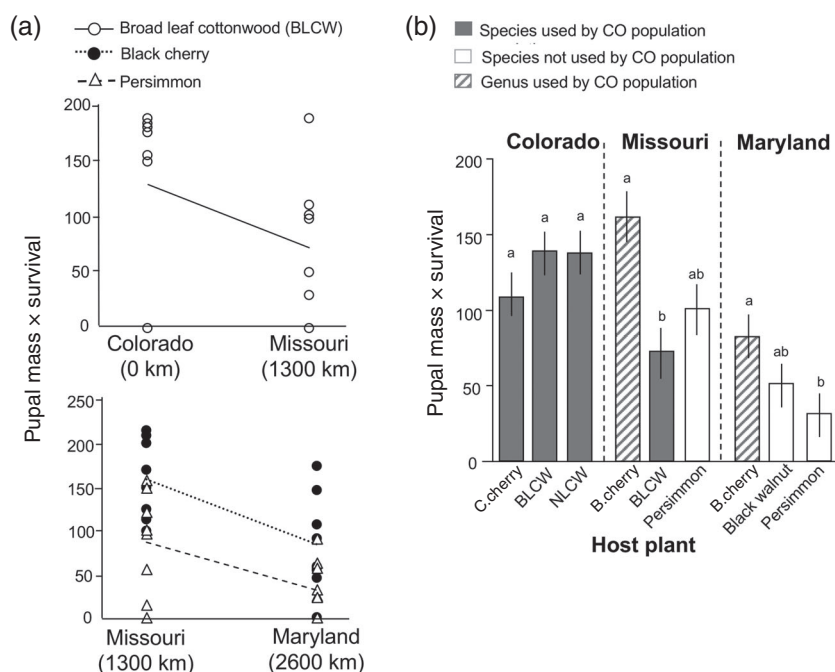 (a)
Broad leaf cottonwood (BLCW)
Black cherry
Persimmon
200
150
100
50
0
Colorado
(0 km)
Missouri
(1300 km)
Pupal mass × survival
250
200
150
100
50
0
Missouri
(1300 km)
Maryland
(2600 km)
(b)
Species used by CO population
Species not used by CO population
Genus used by CO population
Colorado Missouri Maryland
Pupal mass × survival
200
150
100
50
0
a a a a b ab a ab b
C.cherry BLCW NLCW B.cherry BLCW Persimmon B.cherry Black walnut Persimmon
Host plant